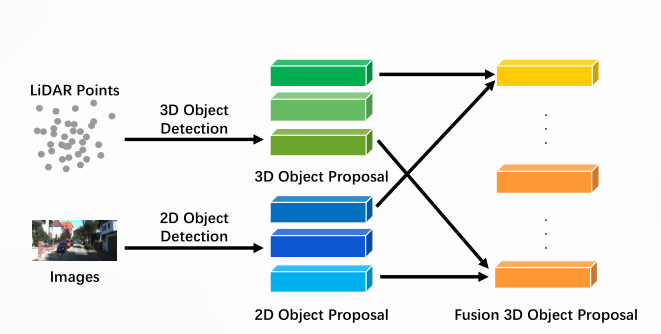 LiDAR Points
3D Object
Detection
3D Object Proposal
2D Object
Detection
Images
2D Object Proposal
Fusion 3D Object Proposal